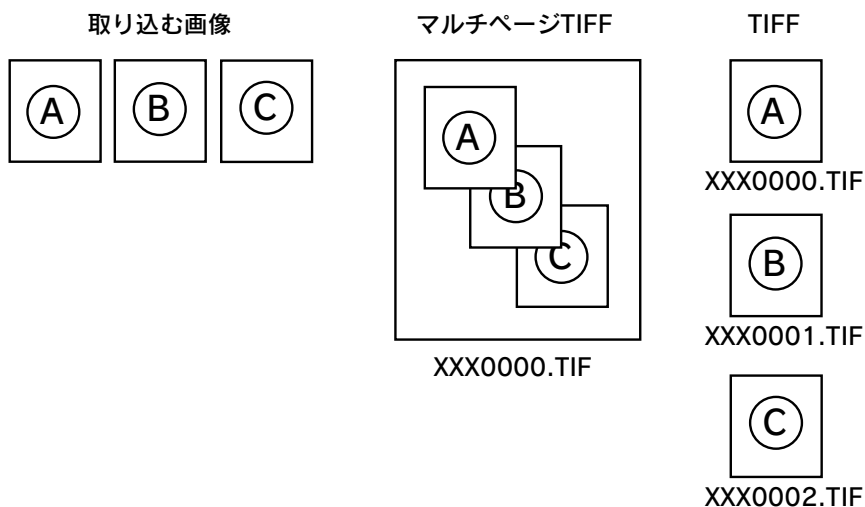 取り込む画像
A B C
マルチページTIFF
A
B
C
XXX0000.TIF
TIFF
A
XXX0000.TIF
B
XXX0001.TIF
C
XXX0002.TIF